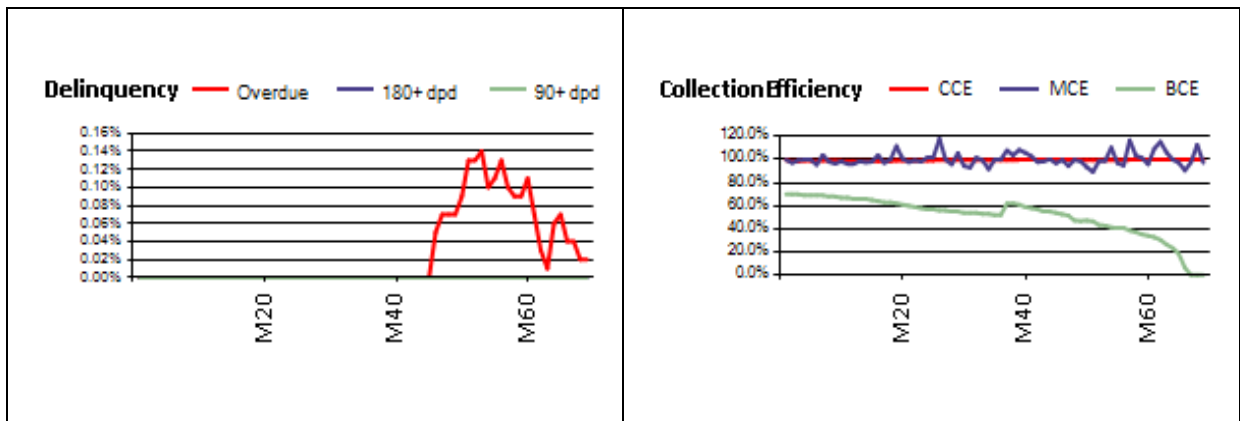 Delinquency Overdue 180+ dpd 90+ dpd
0.16%
0.14%
0.12%
0.10%
0.08%
0.06%
0.04%
0.02%
0.00%
M20
M40
M60
Collection Efficiency CCE MCE BCE
120.0%
100.0%
80.0%
60.0%
40.0%
20.0%
0.0%
M20
M40
M60